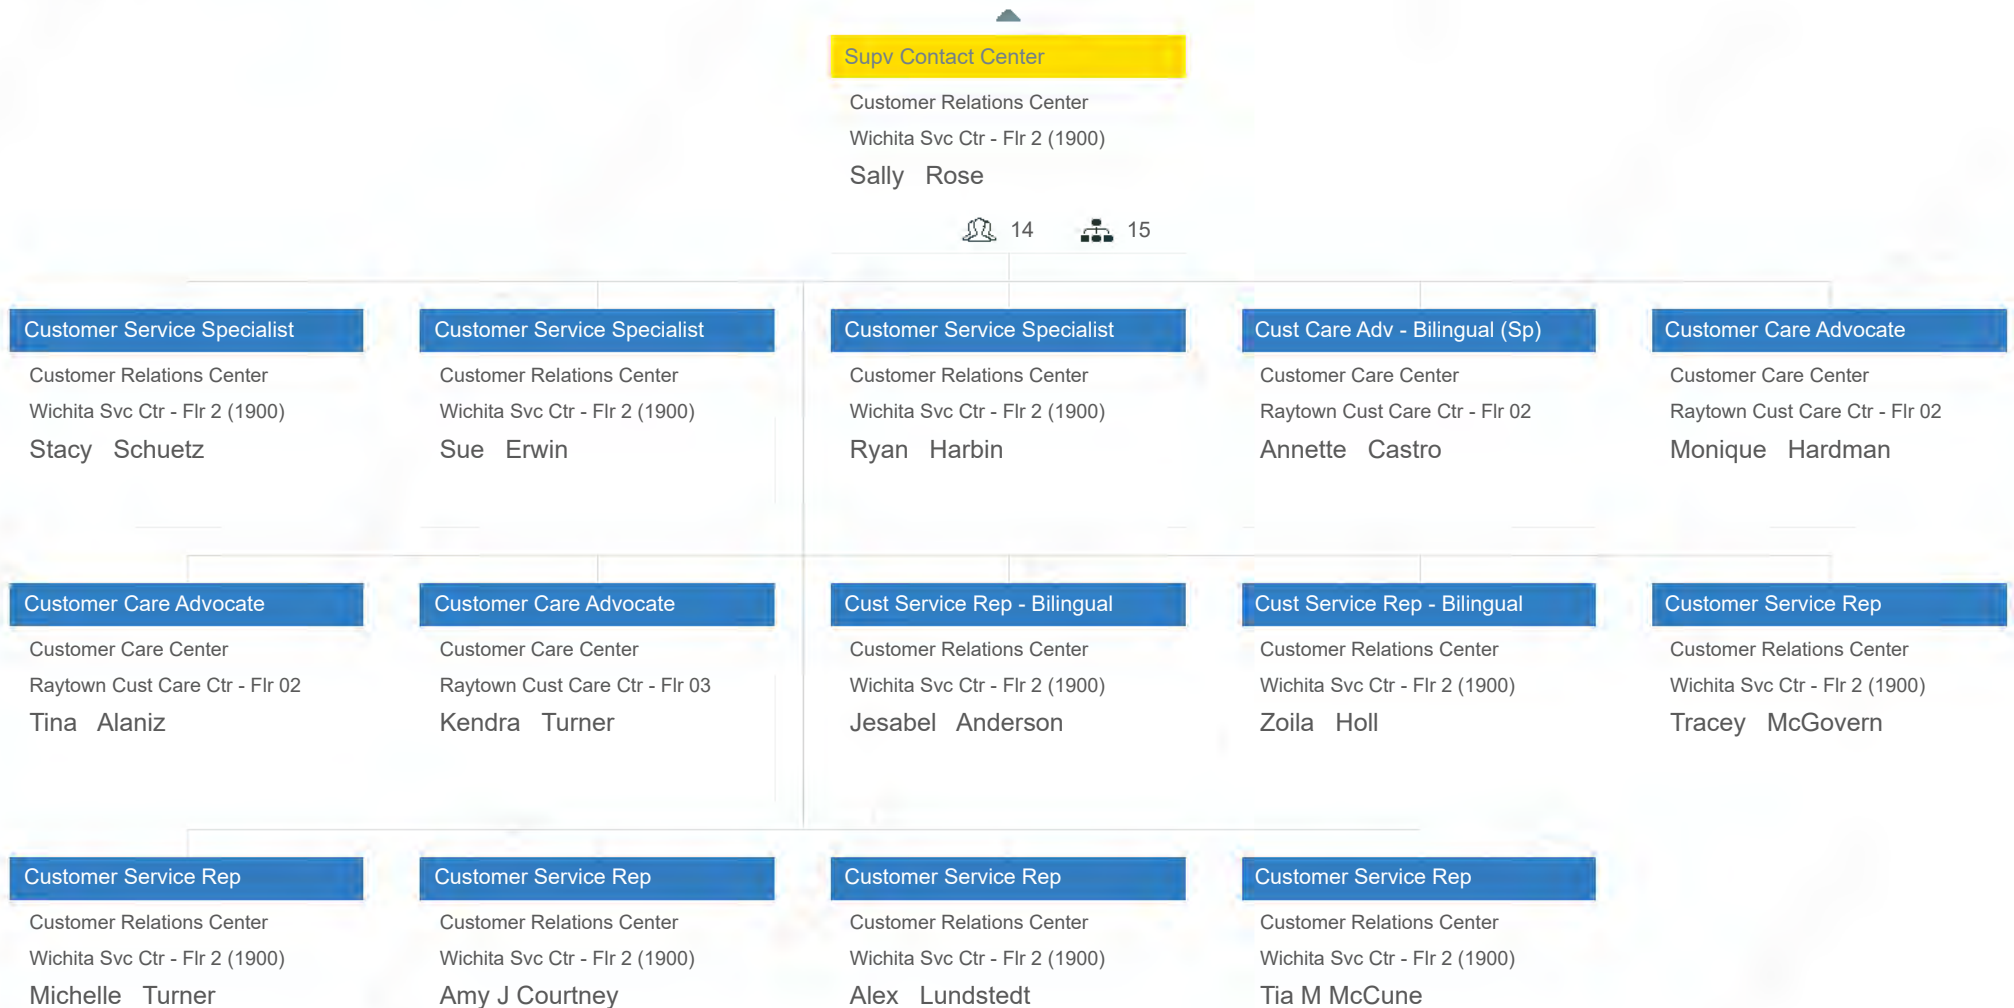 Supv Contact Center
Customer Relations Center
Wichita Svc Ctr - Flr 2 (1900)
Sally Rose
14 15
Customer Service Specialist
Customer Relations Center
Wichita Svc Ctr - Flr 2 (1900)
Stacy Schuetz
Customer Service Specialist
Customer Relations Center
Wichita Svc Ctr - Flr 2 (1900)
Sue Erwin
Customer Service Specialist
Customer Relations Center
Wichita Svc Ctr - Flr 2 (1900)
Ryan Harbin
Cust Care Adv - Bilingual (Sp)
Customer Care Center
Raytown Cust Care Ctr - Flr 02
Annette Castro
Customer Care Advocate
Customer Care Center
Raytown Cust Care Ctr - Flr 02
Monique Hardman
Customer Care Advocate
Customer Care Center
Raytown Cust Care Ctr - Flr 02
Tina Alaniz
Customer Care Advocate
Customer Care Center
Raytown Cust Care Ctr - Flr 03
Kendra Turner
Cust Service Rep - Bilingual
Customer Relations Center
Wichita Svc Ctr - Flr 2 (1900)
Jesabel Anderson
Cust Service Rep - Bilingual
Customer Relations Center
Wichita Svc Ctr - Flr 2 (1900)
Zoila Holl
Customer Service Rep
Customer Relations Center
Wichita Svc Ctr - Flr 2 (1900)
Tracey McGovern
Customer Service Rep
Customer Relations Center
Wichita Svc Ctr - Flr 2 (1900)
Michelle Turner
Customer Service Rep
Customer Relations Center
Wichita Svc Ctr - Flr 2 (1900)
Amy J Courtney
Customer Service Rep
Customer Relations Center
Wichita Svc Ctr - Flr 2 (1900)
Alex Lundstedt
Customer Service Rep
Customer Relations Center
Wichita Svc Ctr - Flr 2 (1900)
Tia M McCune